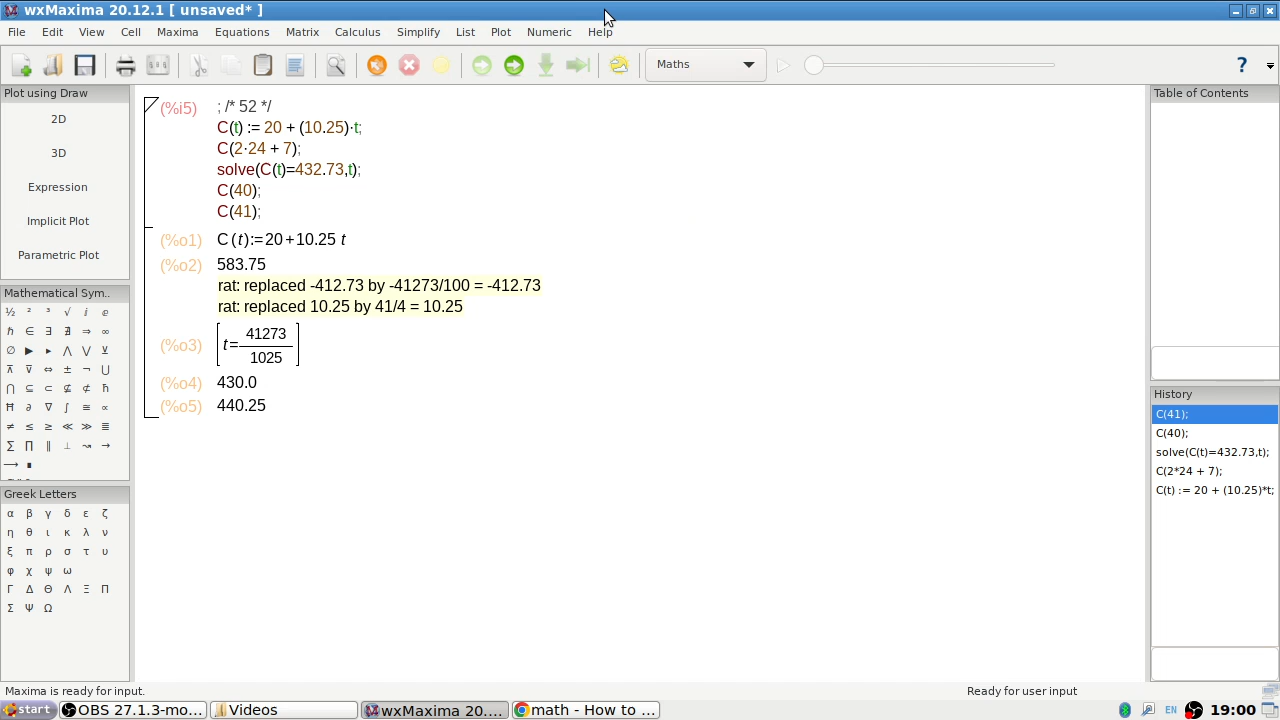 wxMaxima 20.12.1 [ unsaved* ]
File Edit View Cell Maxima Equations Matrix Calculus Simplify List Plot Numeric Help
Maths
?
Plot using Draw
2D
3D
Expression
Implicit Plot
Parametric Plot
Mathematical Sym..
½ ² ³ √ ⅈ ⅇ
ℏ ∈ ∃ ∄ ⇒ ∞
∅ ▶ ▸ ⋀ ⋁ ⊻
⊼ ⊽ ⇔ ± ¬ ⋃
⋂ ⊆ ⊂ ⊈ ⊄ ħ
Ħ ∂ ∇ ∫ ≅ ∝
≠ ≤ ≥ ≪ ≫ ≣
∑ ∏ ∥ ⟂ ↝ →
⟶ ∎
Greek Letters
α β γ δ ε ζ
η θ ι κ λ ν
ξ π ρ σ τ υ
φ χ ψ ω
Γ Δ Θ Λ Ξ Π
Σ Ψ Ω
(%i5) ; /* 52 */
C(t) := 20 + (10.25)·t;
C(2·24 + 7);
solve(C(t)=432.73,t);
C(40);
C(41);
(%o1) C(t):=20+10.25 t
(%o2) 583.75
rat: replaced -412.73 by -41273/100 = -412.73
rat: replaced 10.25 by 41/4 = 10.25
(%o3) [t=41273/1025]
(%o4) 430.0
(%o5) 440.25
Table of Contents
History
C(41);
C(40);
solve(C(t)=432.73,t);
C(2*24 + 7);
C(t) := 20 + (10.25)*t;
Maxima is ready for input.
Ready for user input
start
OBS 27.1.3-mo...
Videos
wxMaxima 20....
math - How to ...
EN
19:00